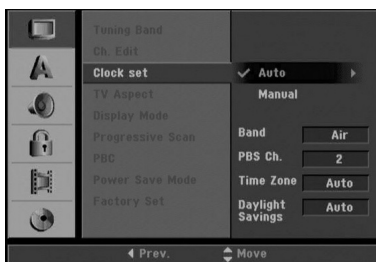 Tuning Band
Ch. Edit
Clock set
TV Aspect
Display Mode
Progressive Scan
PBC
Power Save Mode
Factory Set
Auto
Manual
Band Air
PBS Ch. 2
Time Zone Auto
Daylight Savings Auto
Prev. Move